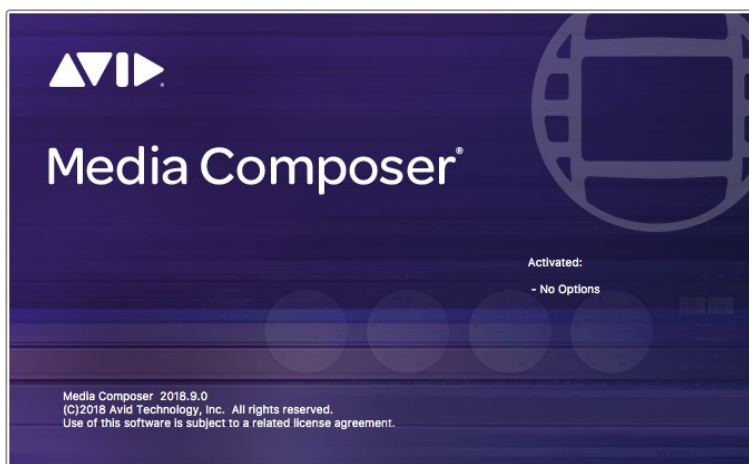 AVID
Media Composer®
Activated:
- No Options
Media Composer 2018.9.0
(C)2018 Avid Technology, Inc. All rights reserved.
Use of this software is subject to a related license agreement.